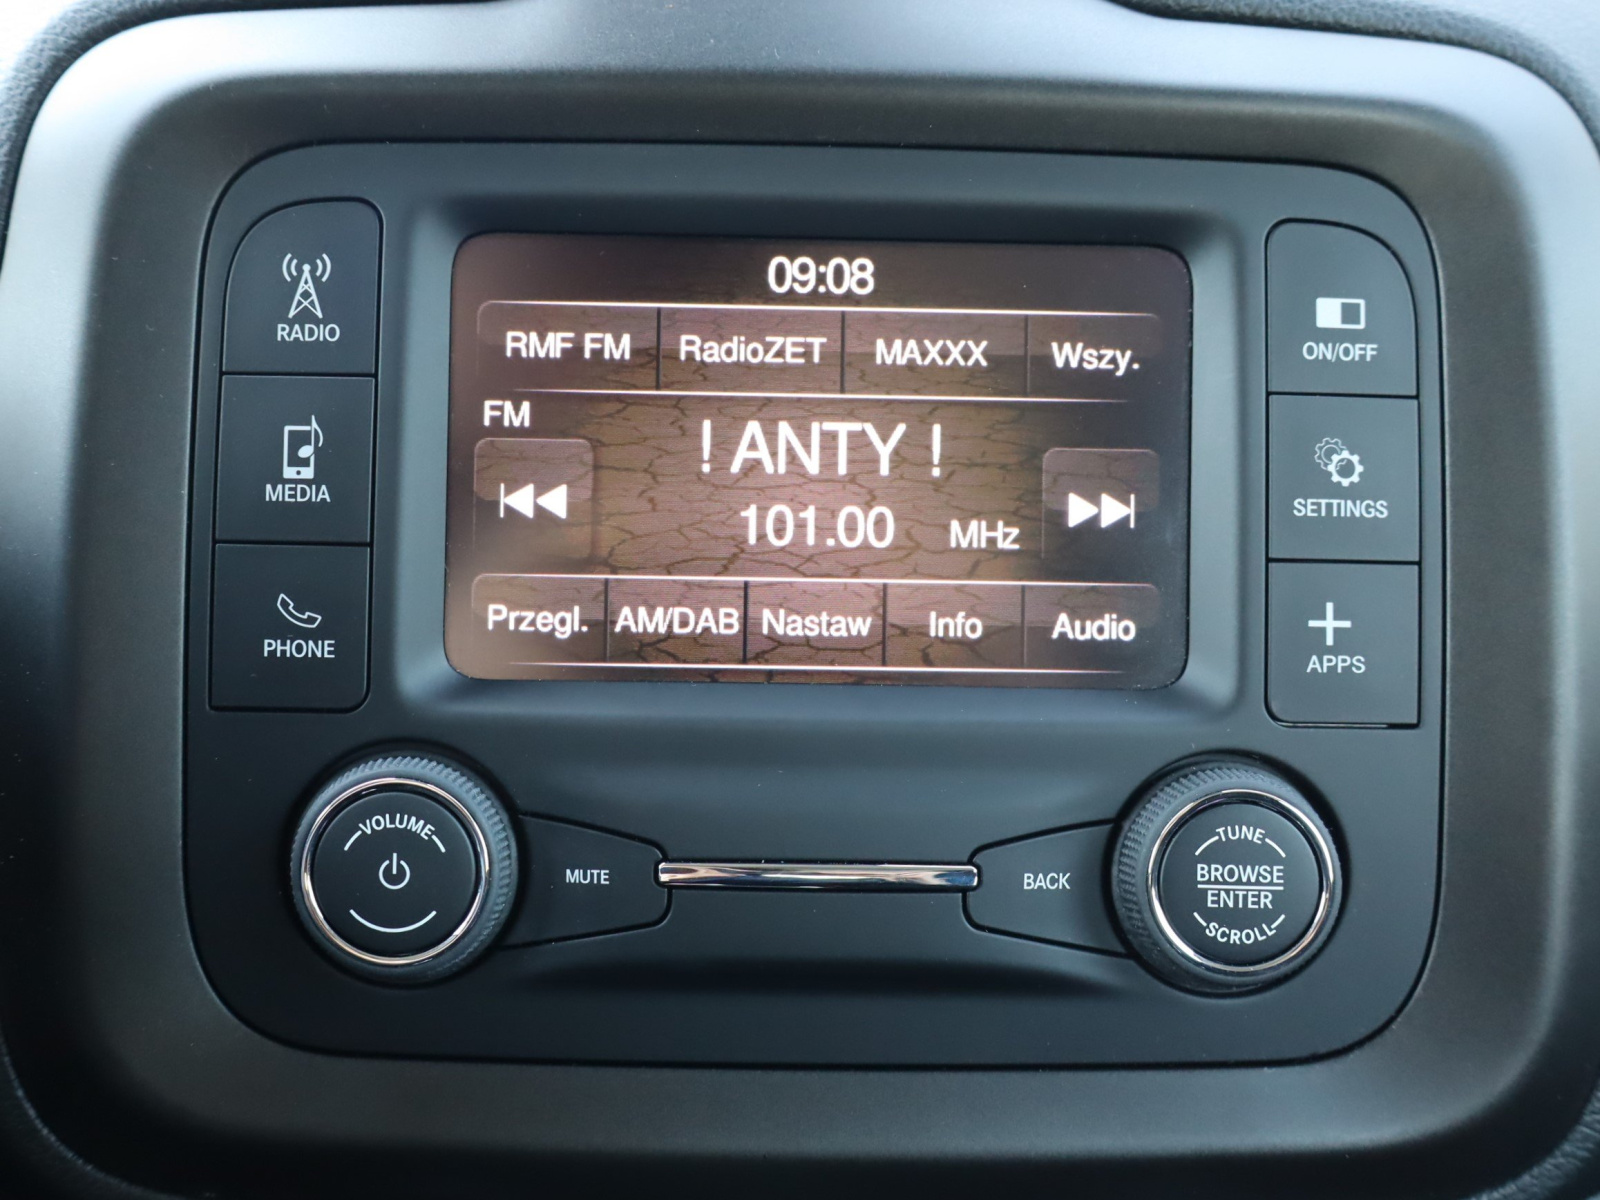 09:08
RMF FM RadioZET MAXXX Wszy.
FM
! ANTY !
101.00 MHz
Przegl. AM/DAB Nastaw Info Audio
RADIO
MEDIA
PHONE
ON/OFF
SETTINGS
APPS
VOLUME
MUTE
BACK
TUNE
BROWSE
ENTER
SCROLL